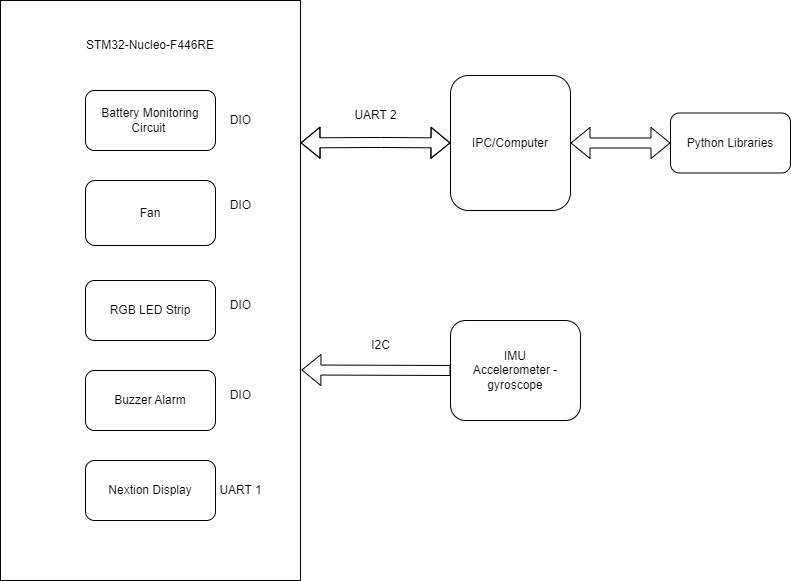 STM32-Nucleo-F446RE
Battery Monitoring
Circuit
DIO
Fan
DIO
RGB LED Strip
DIO
Buzzer Alarm
DIO
Nextion Display
UART 1
UART 2
IPC/Computer
Python Libraries
I2C
IMU
Accelerometer -
gyroscope